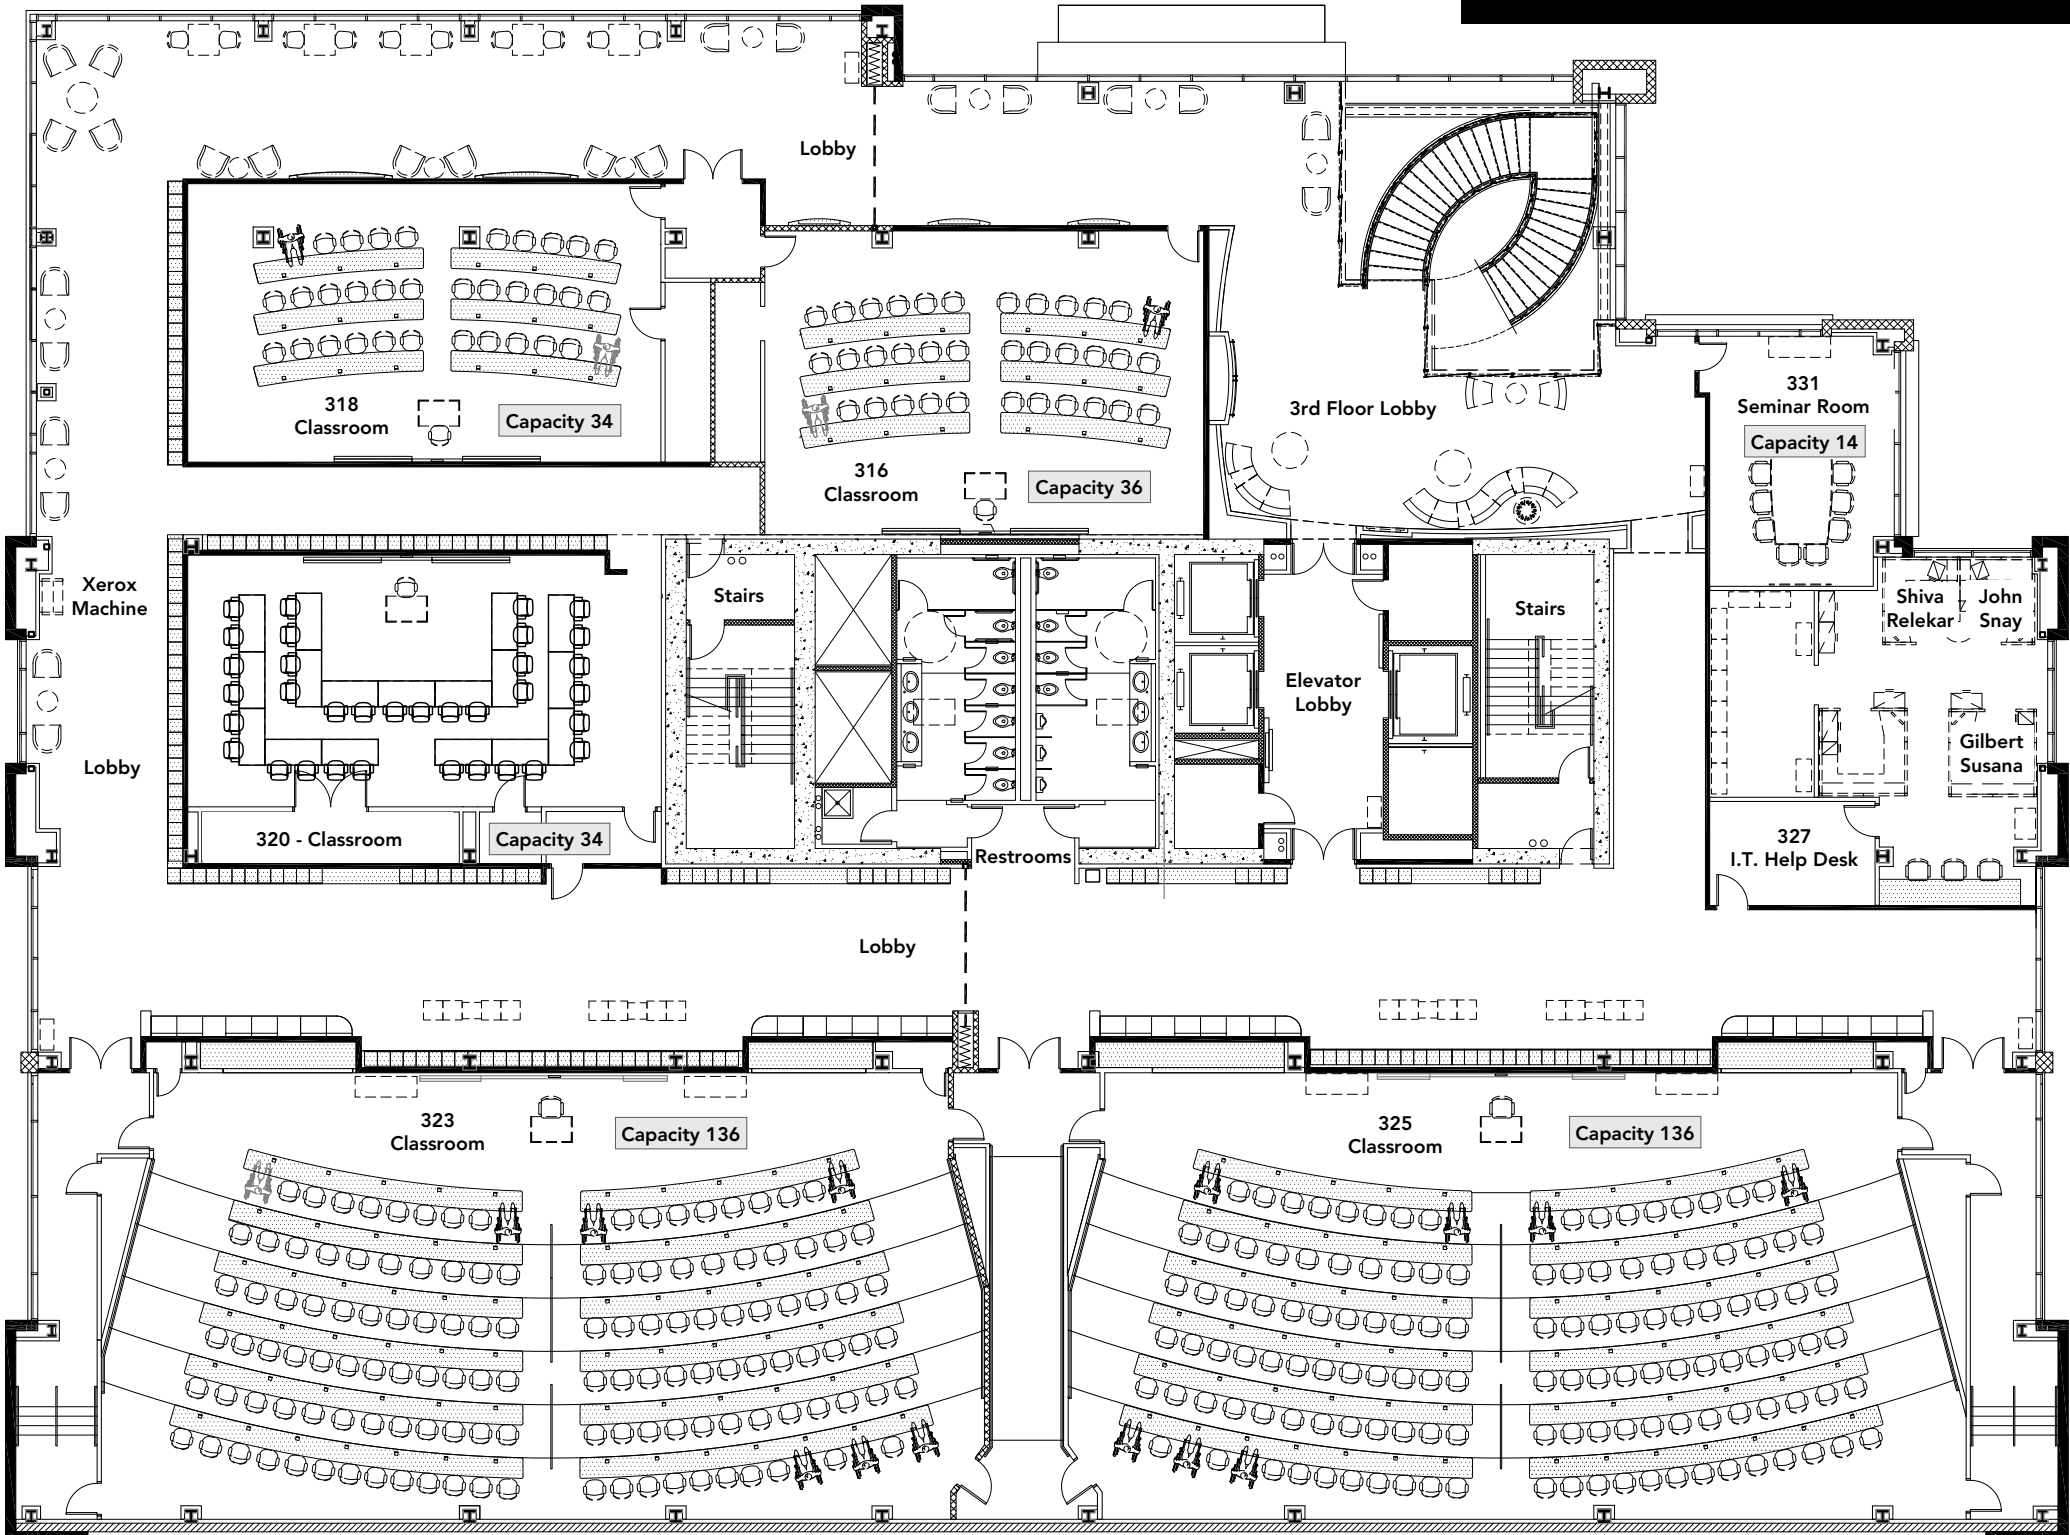 Lobby
318
Classroom
Capacity 34
316
Classroom
Capacity 36
3rd Floor Lobby
331
Seminar Room
Capacity 14
Xerox
Machine
Stairs
Stairs
Shiva
Relekar
John
Snay
Elevator
Lobby
Lobby
Gilbert
Susana
320 - Classroom
Capacity 34
Restrooms
327
I.T. Help Desk
Lobby
323
Classroom
Capacity 136
325
Classroom
Capacity 136